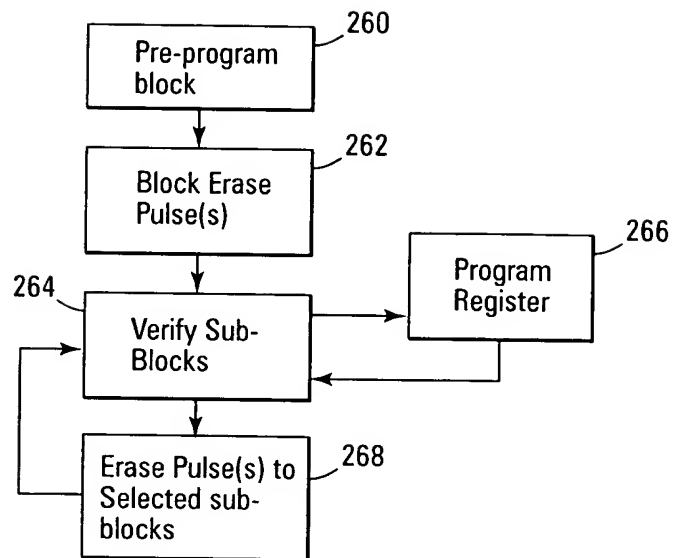 260
Pre-program
block
262
Block Erase
Pulse(s)
264
Verify Sub-
Blocks
266
Program
Register
268
Erase Pulse(s) to
Selected sub-
blocks